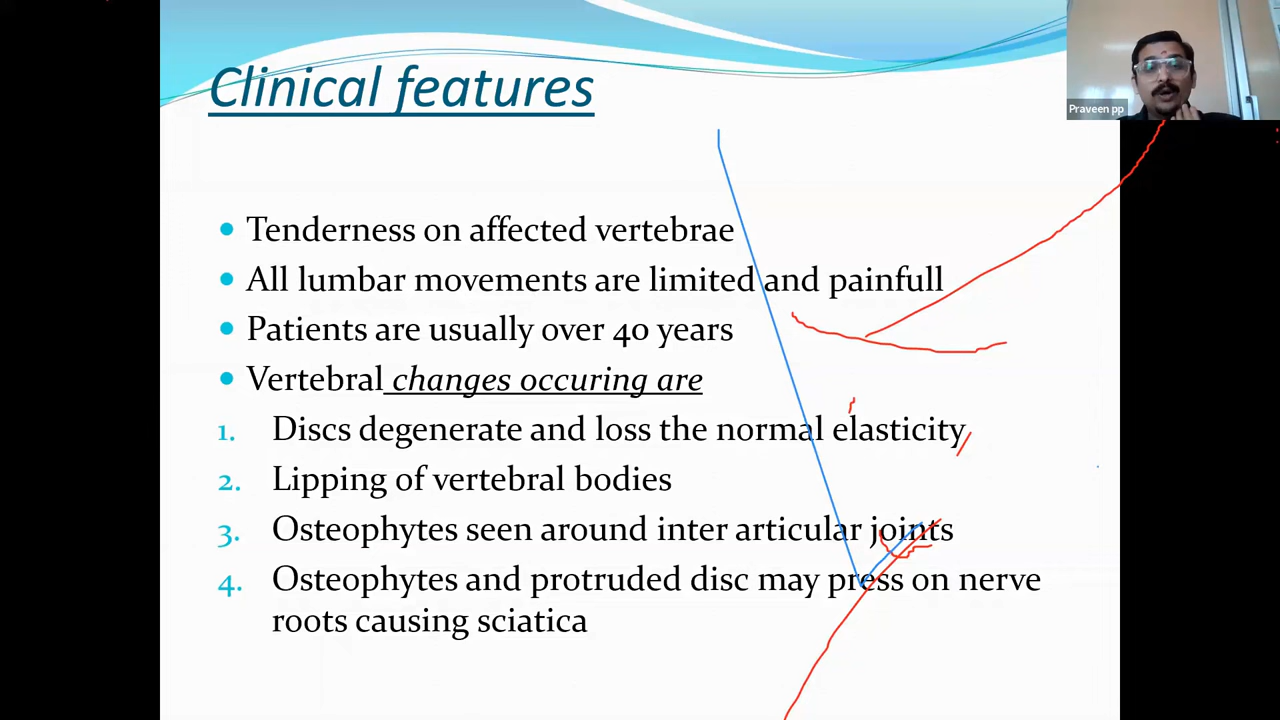 Clinical features
Praveen pp
• Tenderness on affected vertebrae
• All lumbar movements are limited and painfull
• Patients are usually over 40 years
• Vertebral changes occuring are
1. Discs degenerate and loss the normal elasticity
2. Lipping of vertebral bodies
3. Osteophytes seen around inter articular joints
4. Osteophytes and protruded disc may press on nerve
roots causing sciatica